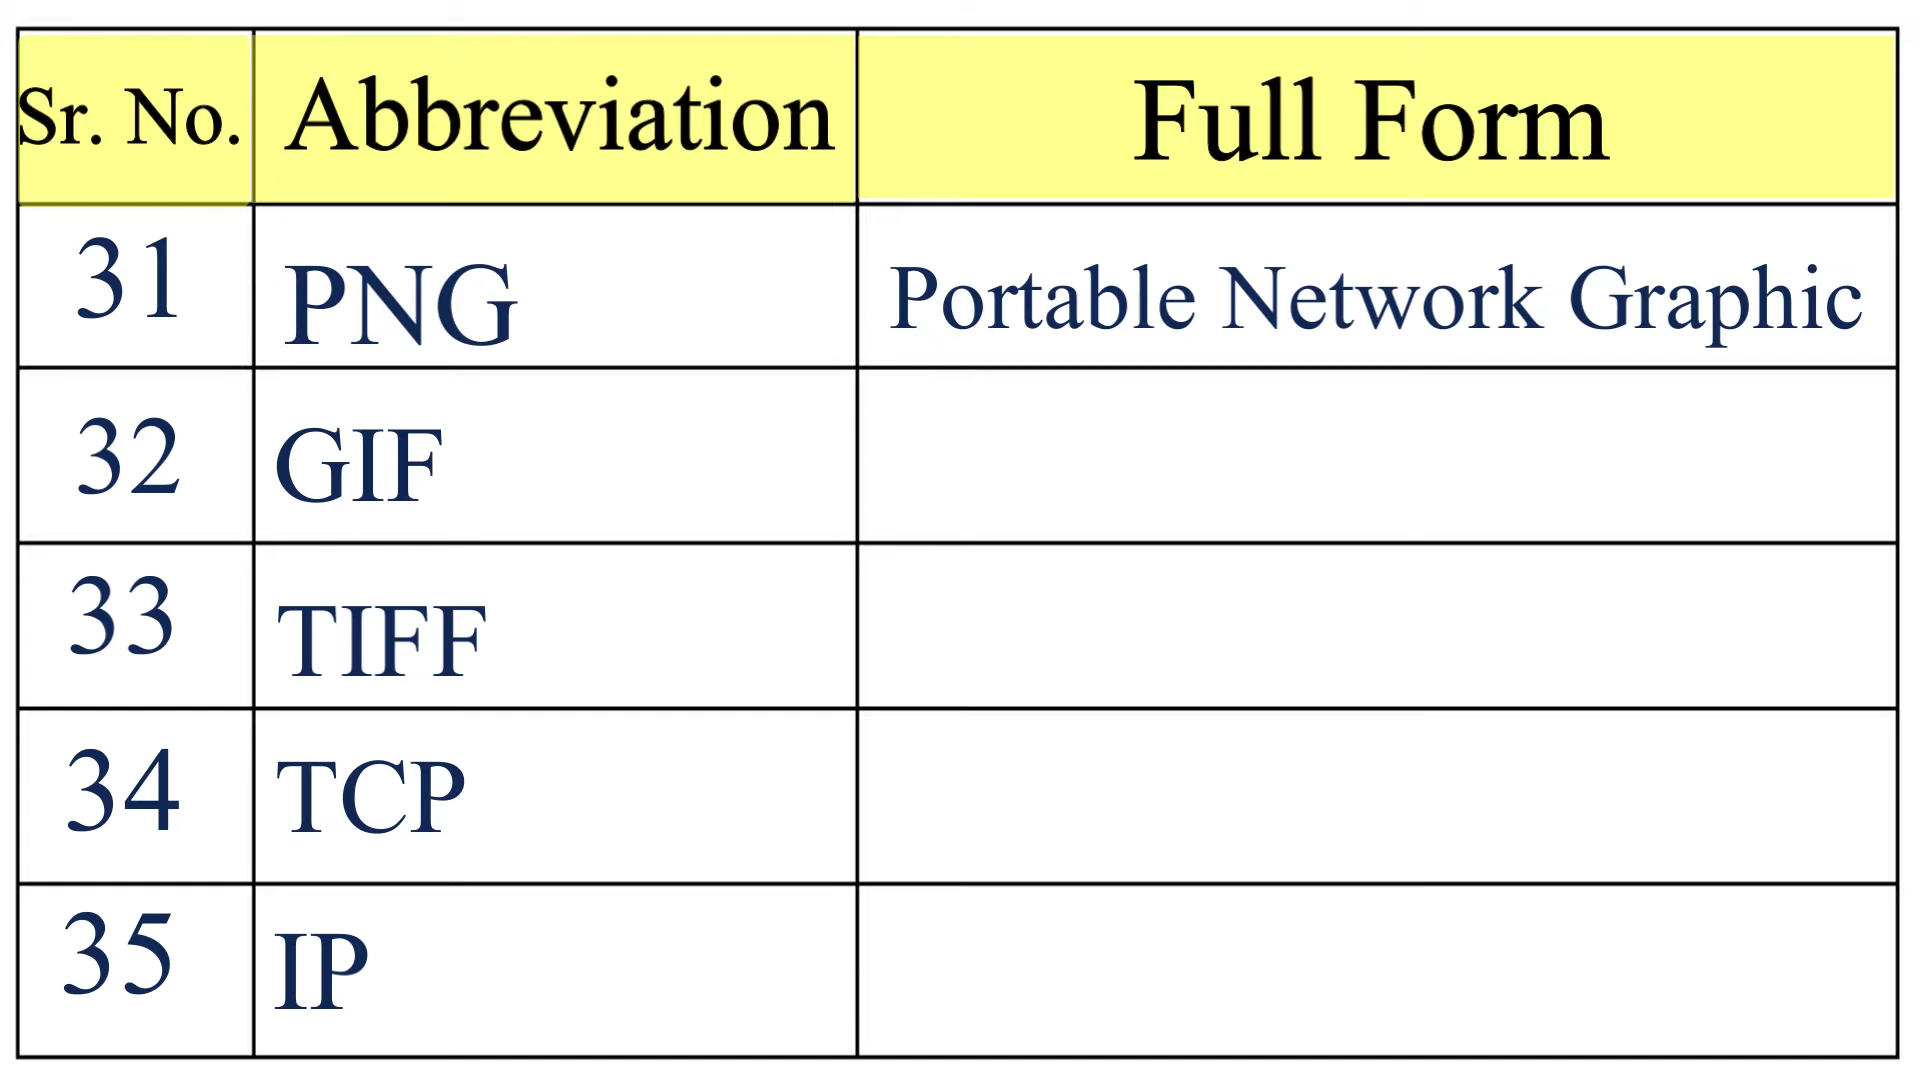 Sr. No. Abbreviation Full Form
31 PNG Portable Network Graphic
32 GIF
33 TIFF
34 TCP
35 IP